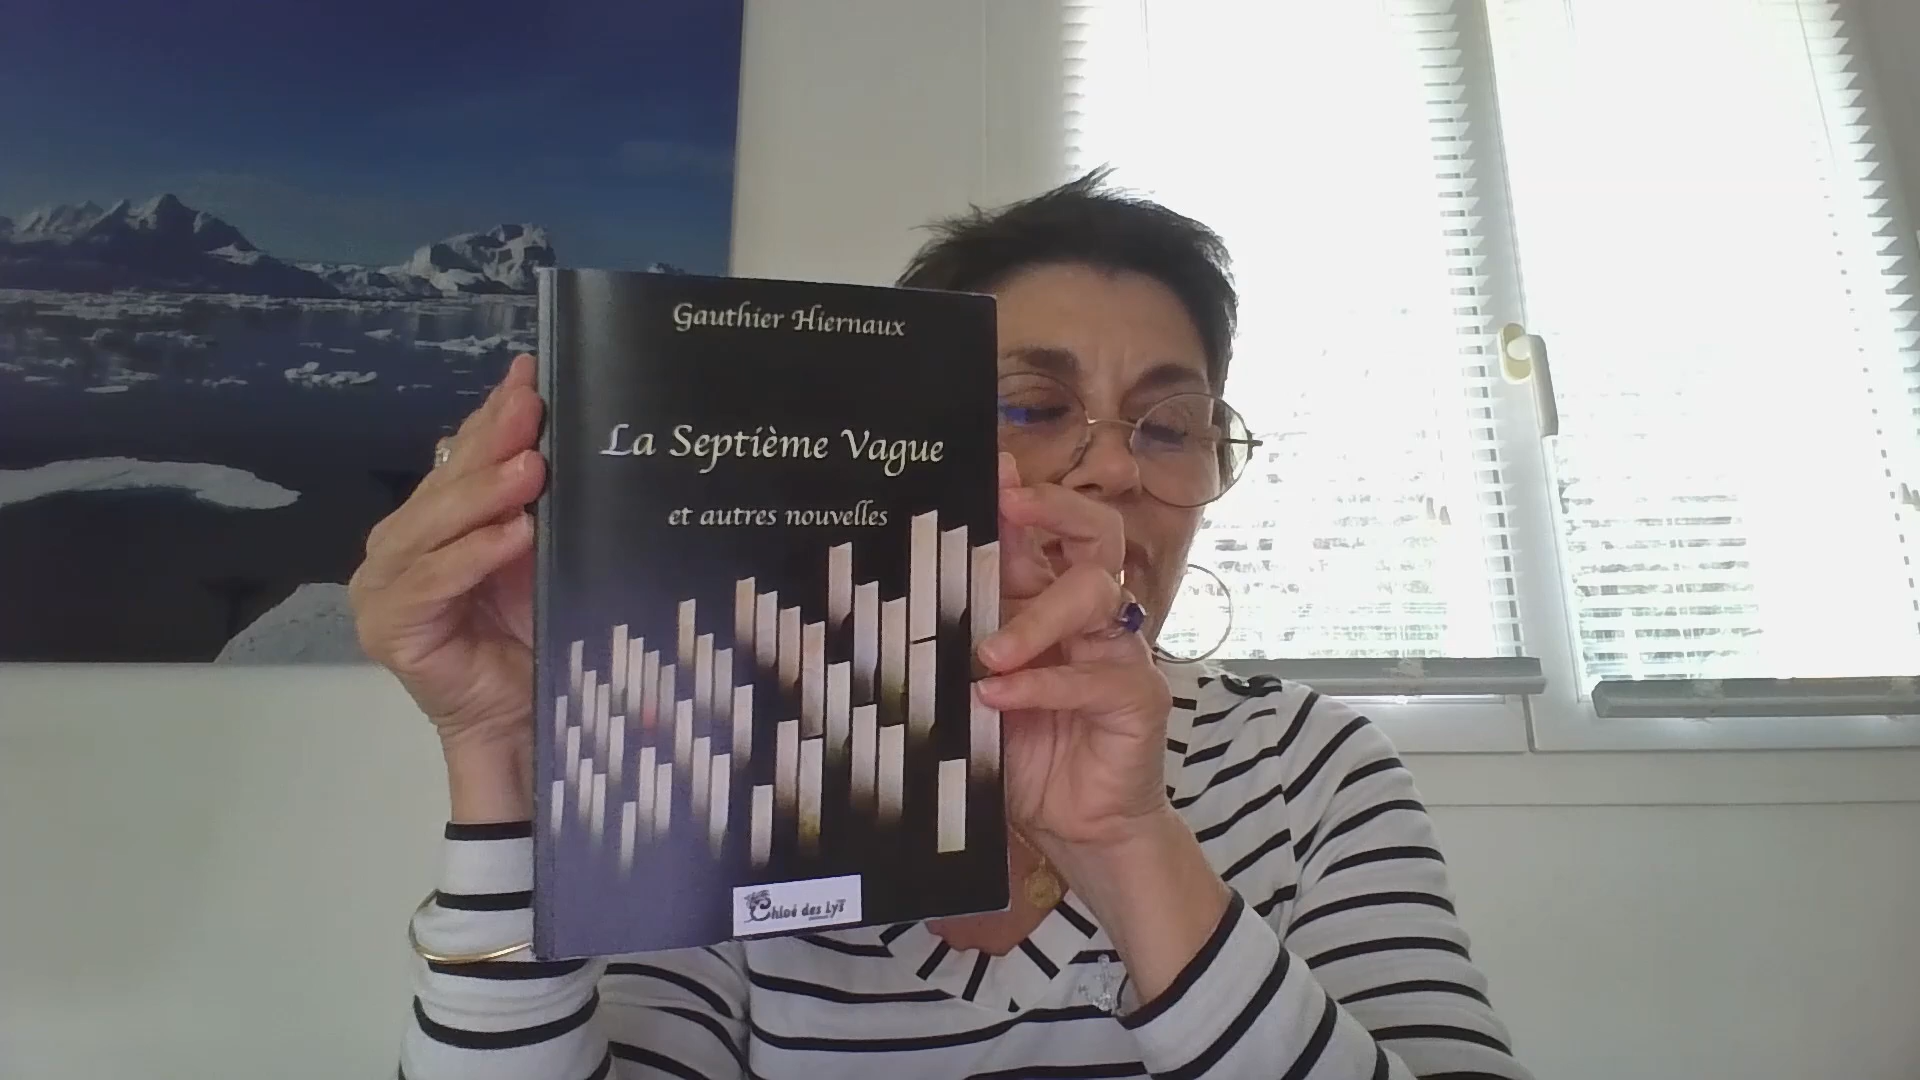 Gauthier Hiernaux
La Septième Vague
et autres nouvelles
Chloé des Lys